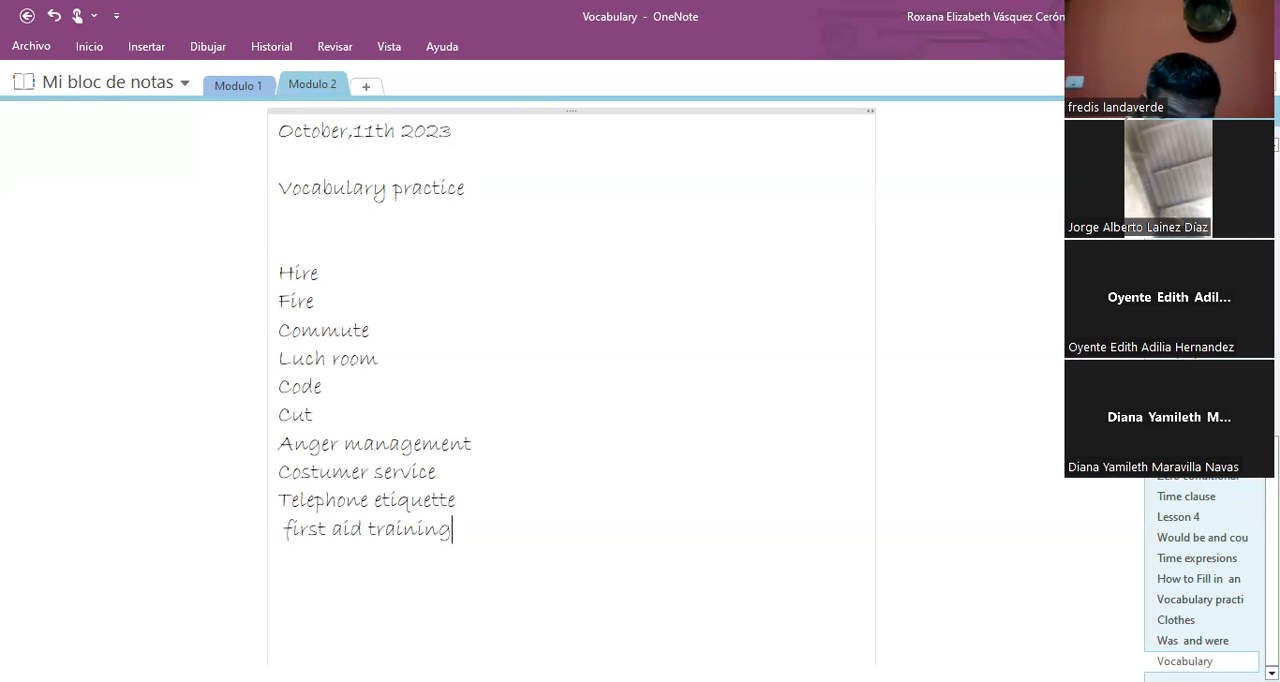 Vocabulary - OneNote
Roxana Elizabeth Vásquez Cerón
Archivo Inicio Insertar Dibujar Historial Revisar Vista Ayuda
Mi bloc de notas Modulo 1 Modulo 2 +
October,11th 2023
Vocabulary practice
Hire
Fire
Commute
Luch room
Code
Cut
Anger management
Costumer service
Telephone etiquette
first aid training
fredis landaverde
Jorge Alberto Lainez Díaz
Oyente Edith Adil...
Oyente Edith Adilia Hernandez
Diana Yamileth M...
Diana Yamileth Maravilla Navas
Zero conditional
Time clause
Lesson 4
Would be and cou
Time expresions
How to Fill in an
Vocabulary practi
Clothes
Was and were
Vocabulary